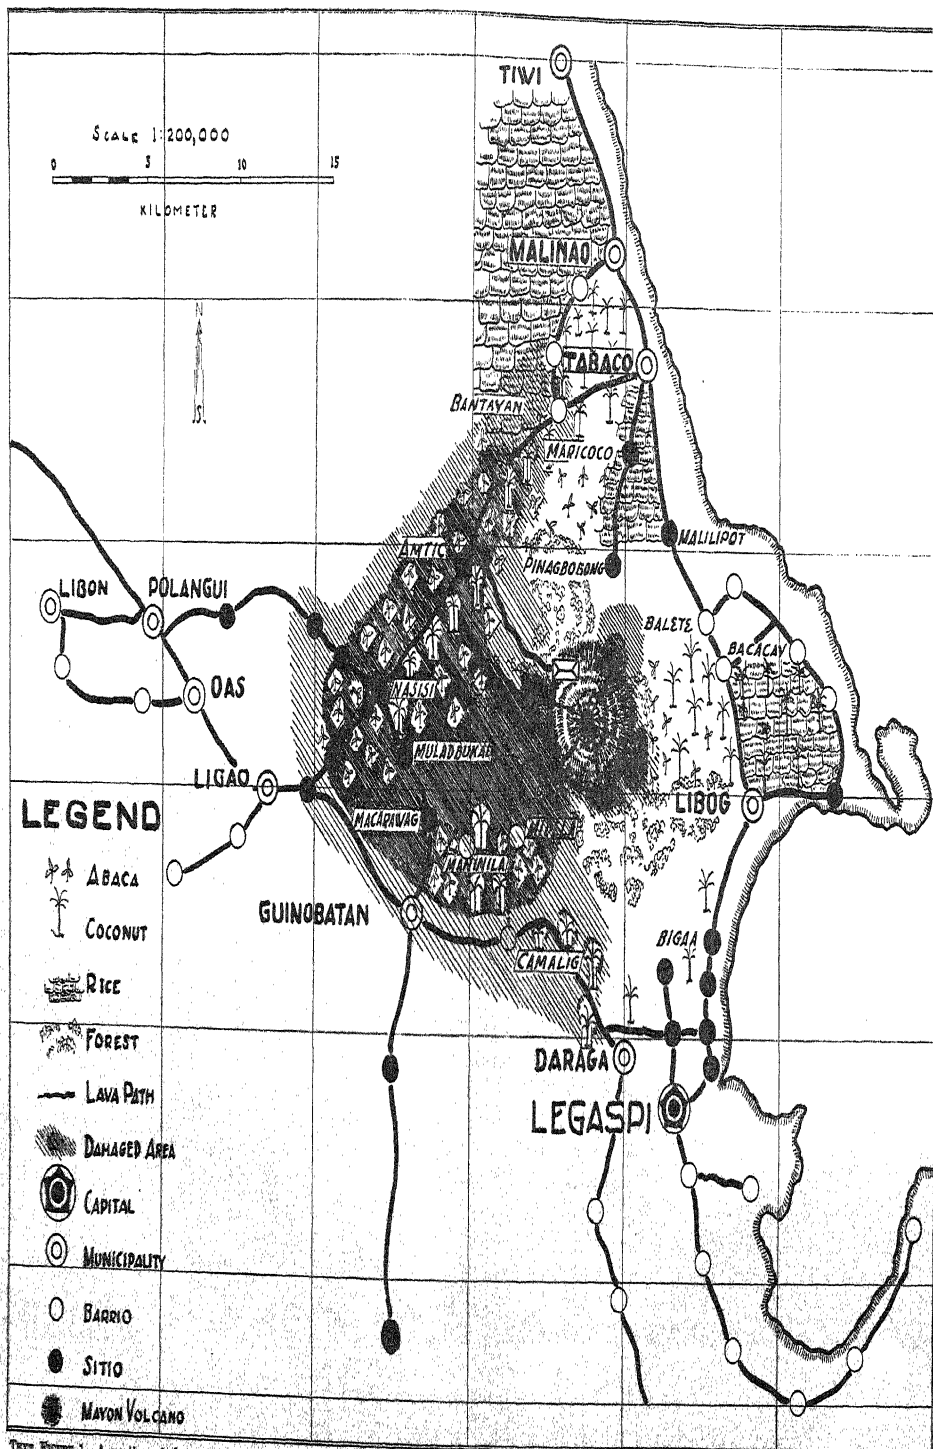 TIWI
SCALE 1:200,000
0 5 10 15
KILOMETER
MALINAO
N
TABACO
S
BANTAYAN
MARICOCO
MALILIPOT
AMTIC
PINAGBOBONG
LIBON
POLANGUI
BALETE
BACACAY
OAS
NASISI
MULADBUKAD
LIGAO
LIBOG
LEGEND
MACARAWAG
ABACA
MANINILA
GUINOBATAN
COCONUT
BIGAA
CAMALIG
RICE
FOREST
DARAGA
LAVA PATH
LEGASPI
DAMAGED AREA
CAPITAL
MUNICIPALITY
BARRIO
SITIO
MAYON VOLCANO